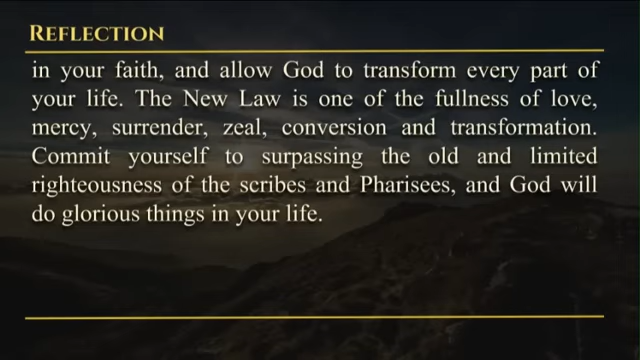 REFLECTION
in your faith, and allow God to transform every part of
your life. The New Law is one of the fullness of love,
mercy, surrender, zeal, conversion and transformation.
Commit yourself to surpassing the old and limited
righteousness of the scribes and Pharisees, and God will
do glorious things in your life.